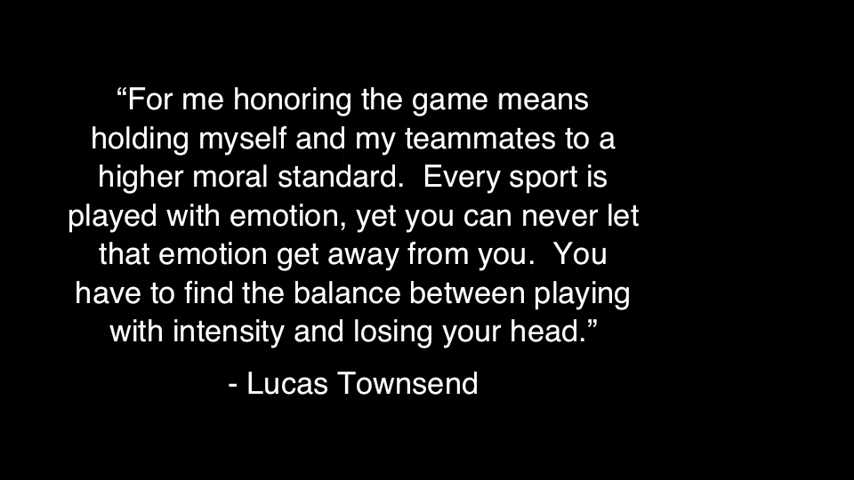 “For me honoring the game means
holding myself and my teammates to a
higher moral standard.  Every sport is
played with emotion, yet you can never let
that emotion get away from you.  You
have to find the balance between playing
with intensity and losing your head.”
- Lucas Townsend